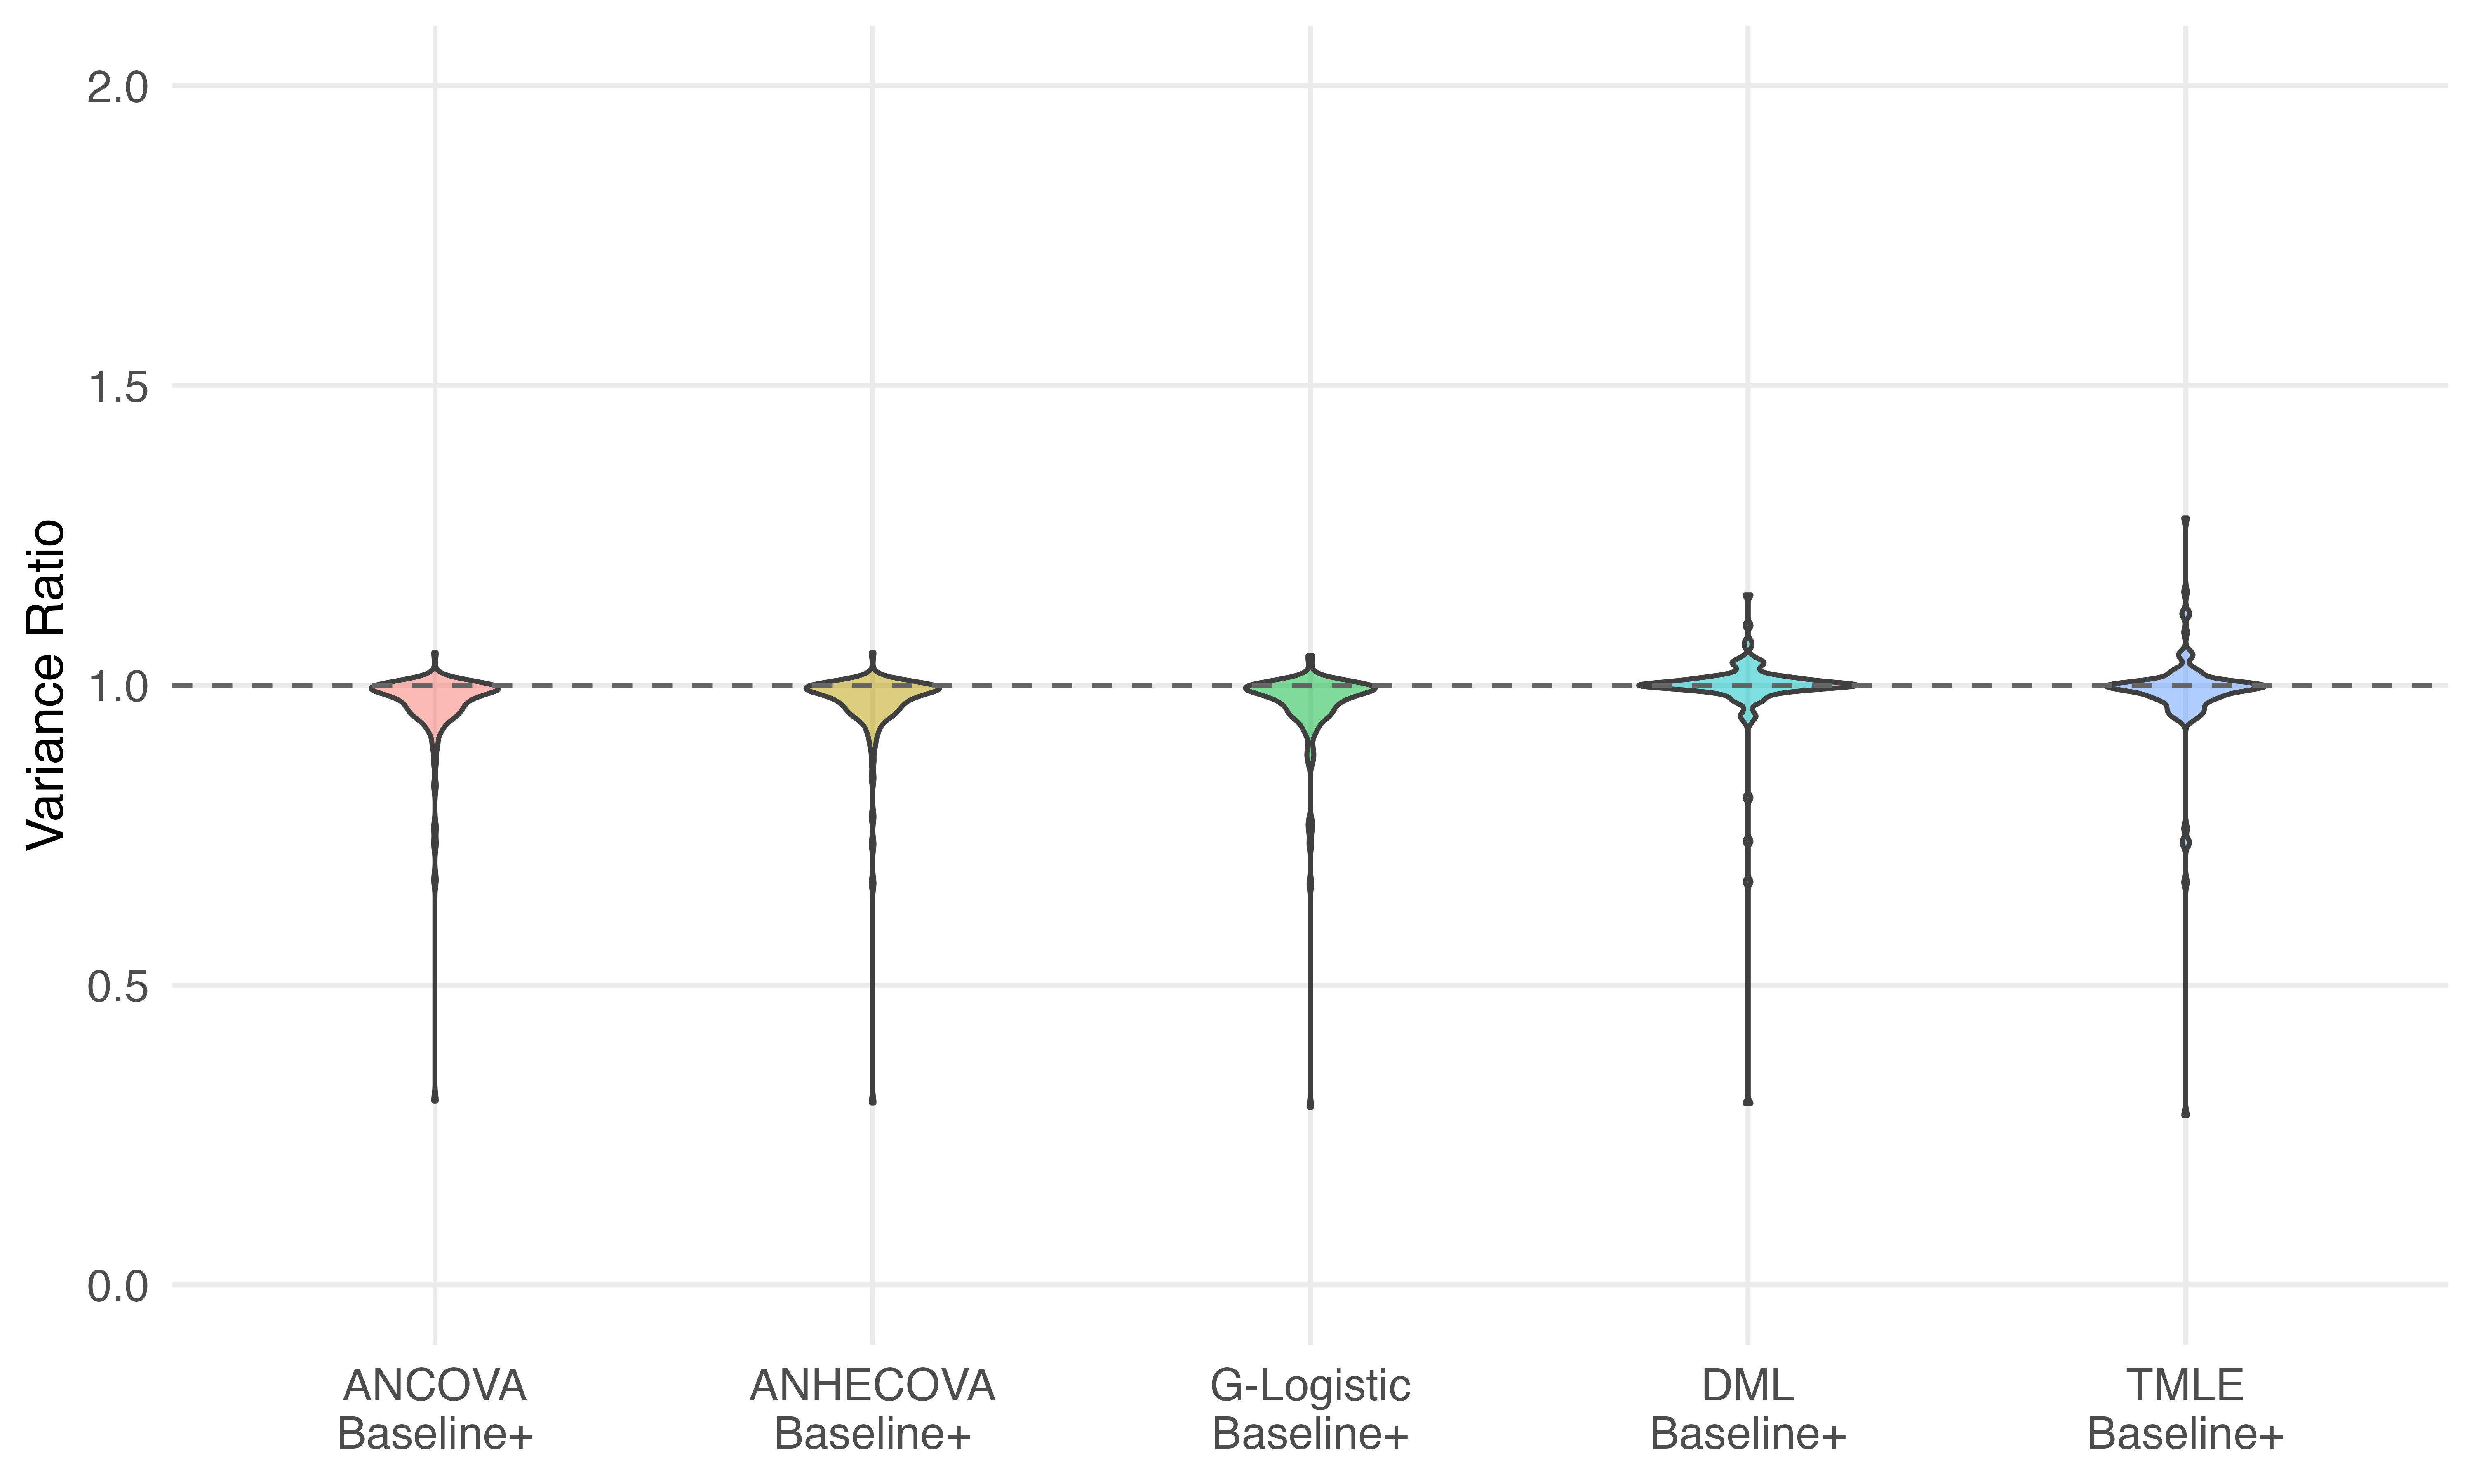 Variance Ratio
2.0
1.5
1.0
0.5
0.0
ANCOVA
Baseline+
ANHECOVA
Baseline+
G-Logistic
Baseline+
DML
Baseline+
TMLE
Baseline+